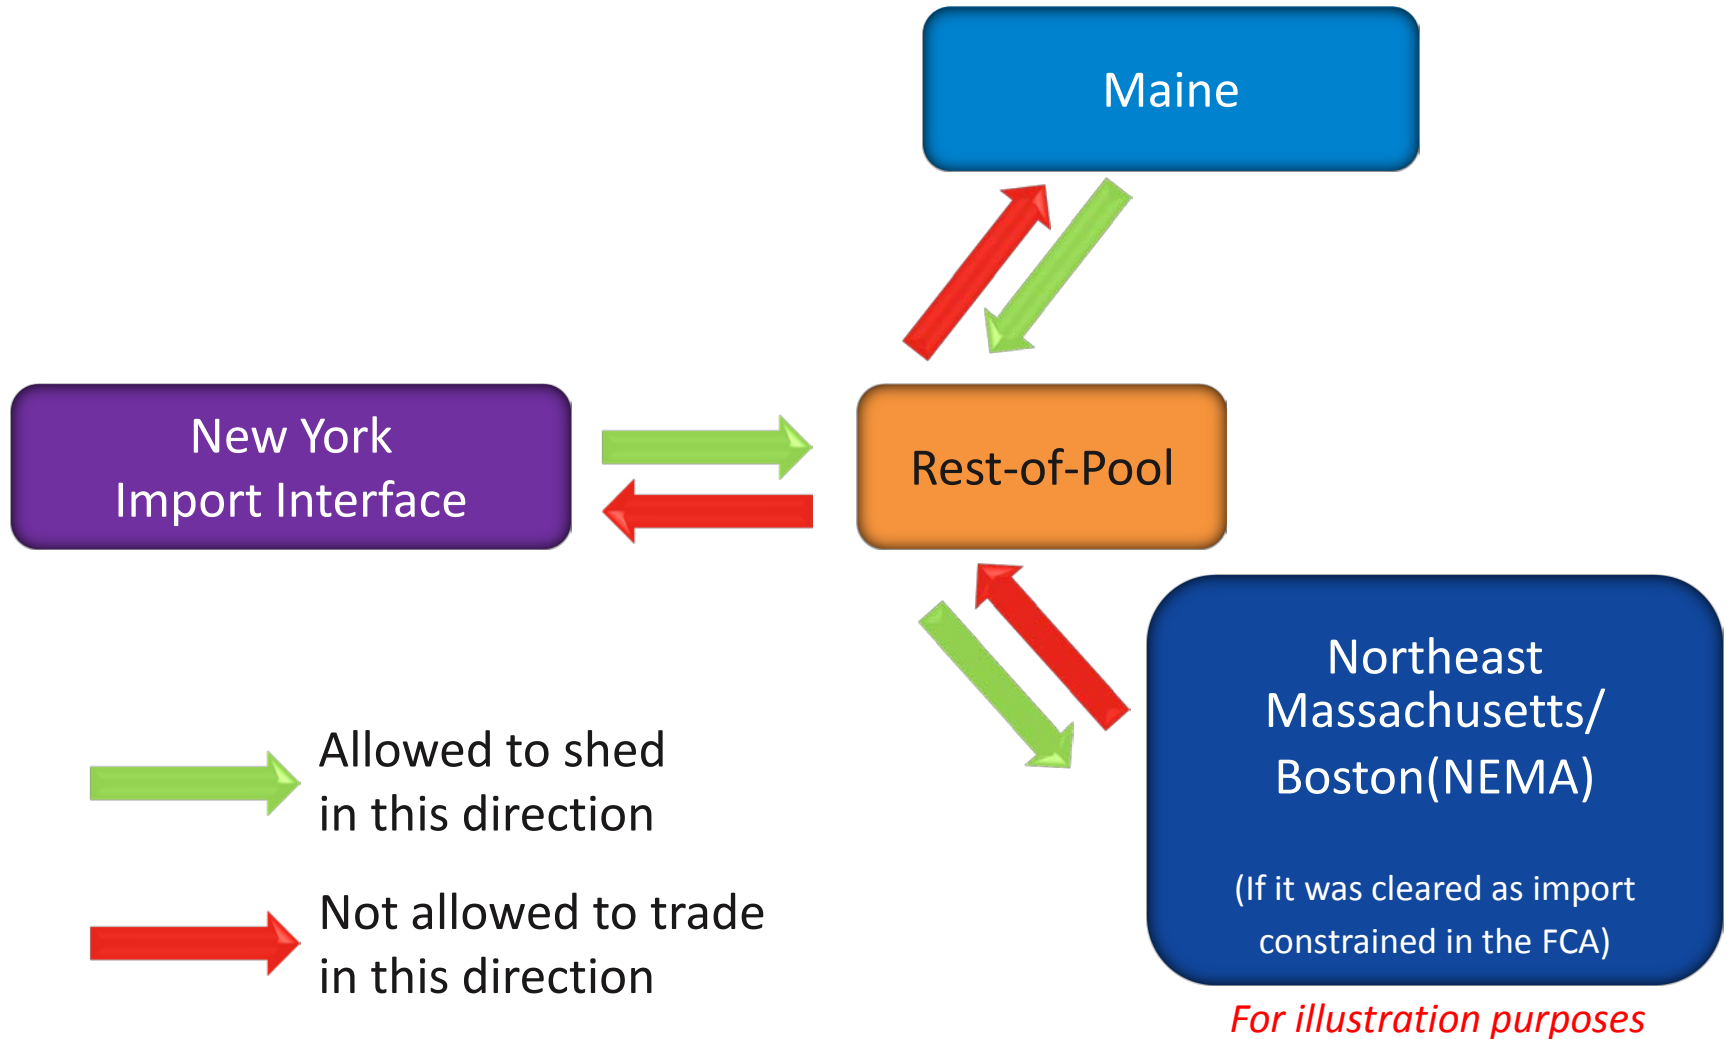 Maine
New York
Import Interface
Rest-of-Pool
Northeast
Massachusetts/
Boston(NEMA)
(If it was cleared as import
constrained in the FCA)
Allowed to shed
in this direction
Not allowed to trade
in this direction
For illustration purposes